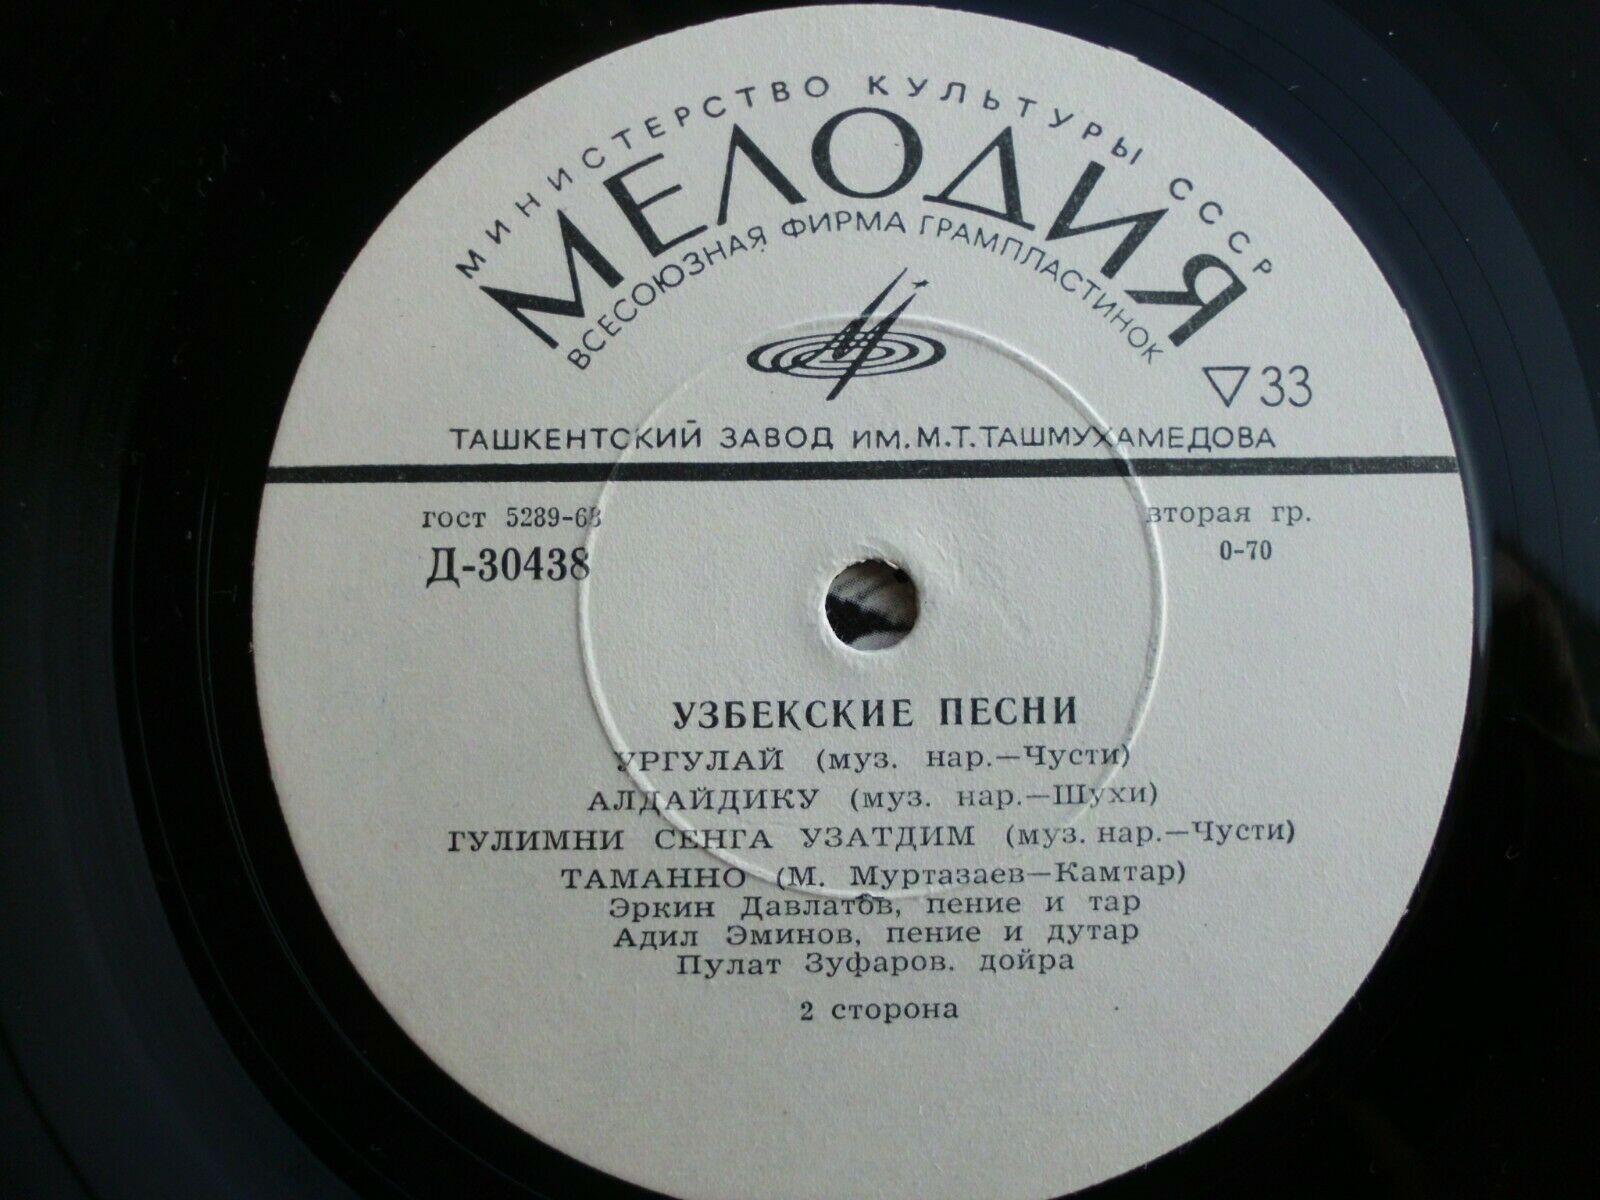 МИНИСТЕРСТВО КУЛЬТУРЫ СССР
МЕЛОДИЯ
ВСЕСОЮЗНАЯ ФИРМА ГРАМПЛАСТИНОК
33
ТАШКЕНТСКИЙ ЗАВОД ИМ. М.Т. ТАШМУХАМЕДОВА
гост 5289-68
вторая гр.
Д-30438
0-70
УЗБЕКСКИЕ ПЕСНИ
УРГУЛАЙ (муз. нар.—Чусти)
АЛДАЙДИКУ (муз. нар.—Шухи)
ГУЛИМНИ СЕНГА УЗАТДИМ (муз. нар.—Чусти)
ТАМАННО (М. Муртазаев—Камтар)
Эркин Давлатов, пение и тар
Адил Эминов, пение и дутар
Пулат Зуфаров. дойра
2 сторона